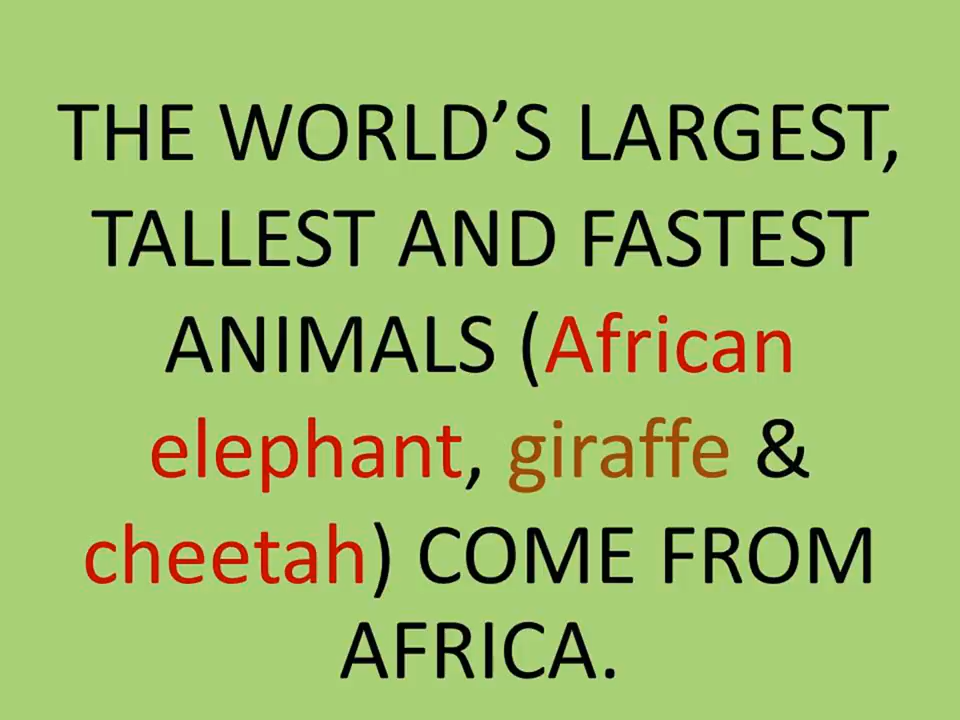 THE WORLD’S LARGEST,
TALLEST AND FASTEST
ANIMALS (African
elephant, giraffe &
cheetah) COME FROM
AFRICA.